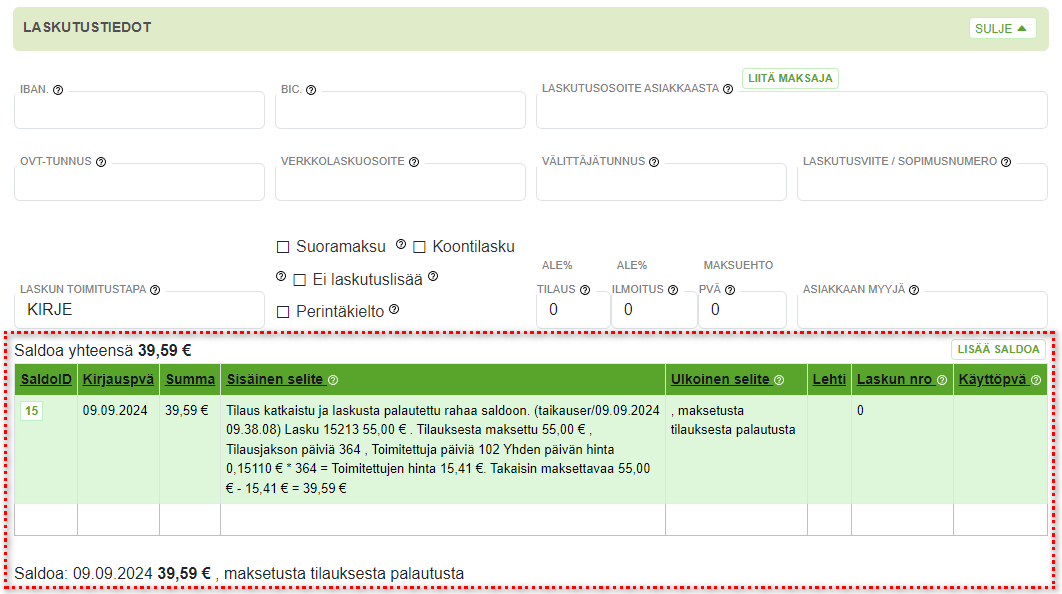 LASKUTUSTIEDOT
SULJE
IBAN.
BIC.
LASKUTUSOSOITE ASIAKKAASTA
LIITÄ MAKSAJA
OVT-TUNNUS
VERKKOLASKUOSOITE
VÄLITTÄJÄTUNNUS
LASKUTUSVIITE / SOPIMUSNUMERO
Suoramaksu
Koontilasku
Ei laskutuslisää
Perintäkielto
LASKUN TOIMITUSTAPA
KIRJE
ALE%
TILAUS
0
ALE%
ILMOITUS
0
MAKSUEHTO
PVÄ
0
ASIAKKAAN MYYJÄ
Saldoa yhteensä 39,59 €
LISÄÄ SALDOA
SaldoID Kirjauspvä Summa Sisäinen selite Ulkoinen selite Lehti Laskun nro Käyttöpvä
15
09.09.2024
39,59 €
Tilaus katkaistu ja laskusta palautettu rahaa saldoon. (taikauser/09.09.2024
09.38.08) Lasku 15213 55,00 € . Tilauksesta maksettu 55,00 € ,
Tilausjakson päiviä 364 , Toimitettuja päiviä 102 Yhden päivän hinta
0,15110 € * 364 = Toimitettujen hinta 15,41 €. Takaisin maksettavaa 55,00
€ - 15,41 € = 39,59 €
, maksetusta
tilauksesta palautusta
0
Saldoa: 09.09.2024 39,59 € , maksetusta tilauksesta palautusta